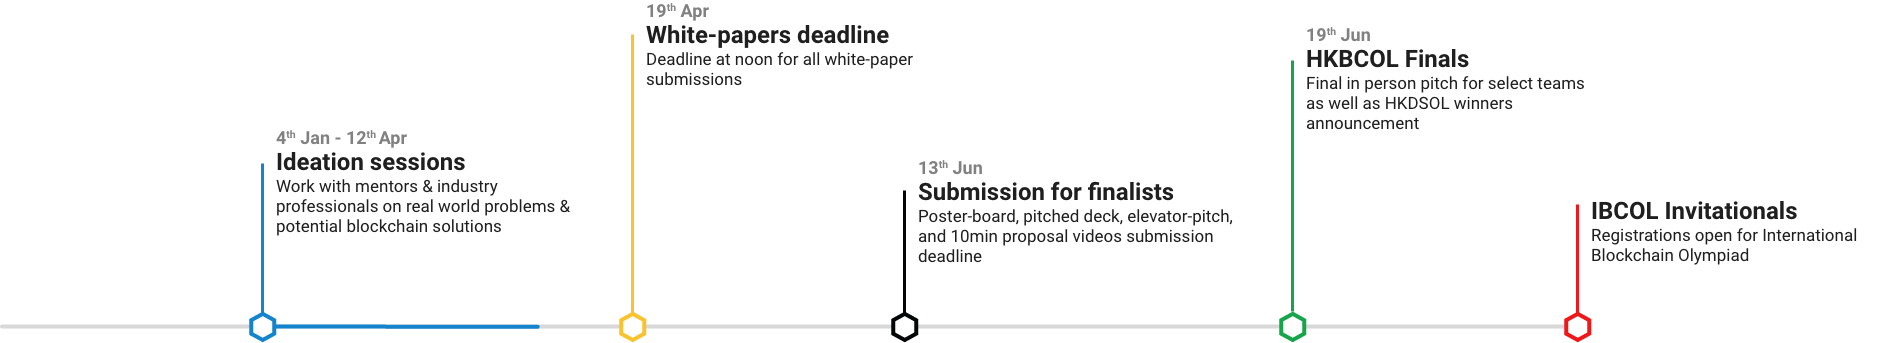 4th Jan - 12th Apr
Ideation sessions
Work with mentors & industry
professionals on real world problems &
potential blockchain solutions
19th Apr
White-papers deadline
Deadline at noon for all white-paper
submissions
13th Jun
Submission for finalists
Poster-board, pitched deck, elevator-pitch,
and 10min proposal videos submission
deadline
19th Jun
HKBCOL Finals
Final in person pitch for select teams
as well as HKDSOL winners
announcement
IBCOL Invitationals
Registrations open for International
Blockchain Olympiad